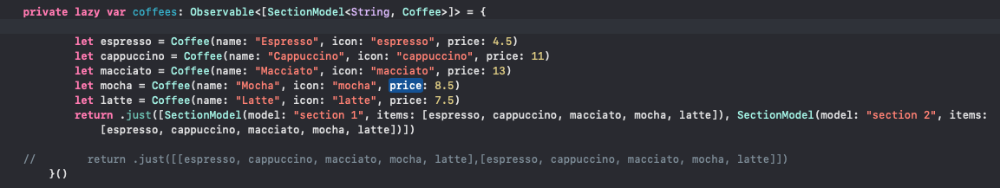 private lazy var coffees: Observable<[SectionModel<String, Coffee>]> = {
let espresso = Coffee(name: "Espresso", icon: "espresso", price: 4.5)
let cappuccino = Coffee(name: "Cappuccino", icon: "cappuccino", price: 11)
let macciato = Coffee(name: "Macciato", icon: "macciato", price: 13)
let mocha = Coffee(name: "Mocha", icon: "mocha", price: 8.5)
let latte = Coffee(name: "Latte", icon: "latte", price: 7.5)
return .just([SectionModel(model: "section 1", items: [espresso, cappuccino, macciato, mocha, latte]), SectionModel(model: "section 2", items:
[espresso, cappuccino, macciato, mocha, latte])])
// return .just([[espresso, cappuccino, macciato, mocha, latte],[espresso, cappuccino, macciato, mocha, latte]])
}()